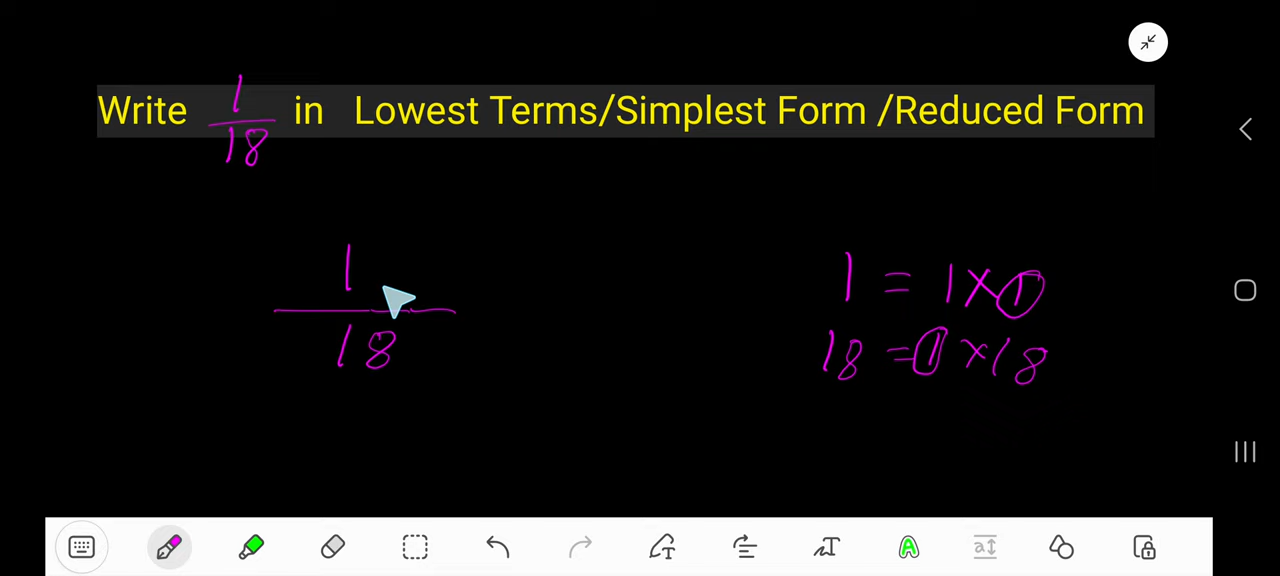 Write 1/18 in Lowest Terms/Simplest Form /Reduced Form
1/18
1 = 1 x 1
18 = 1 x 18